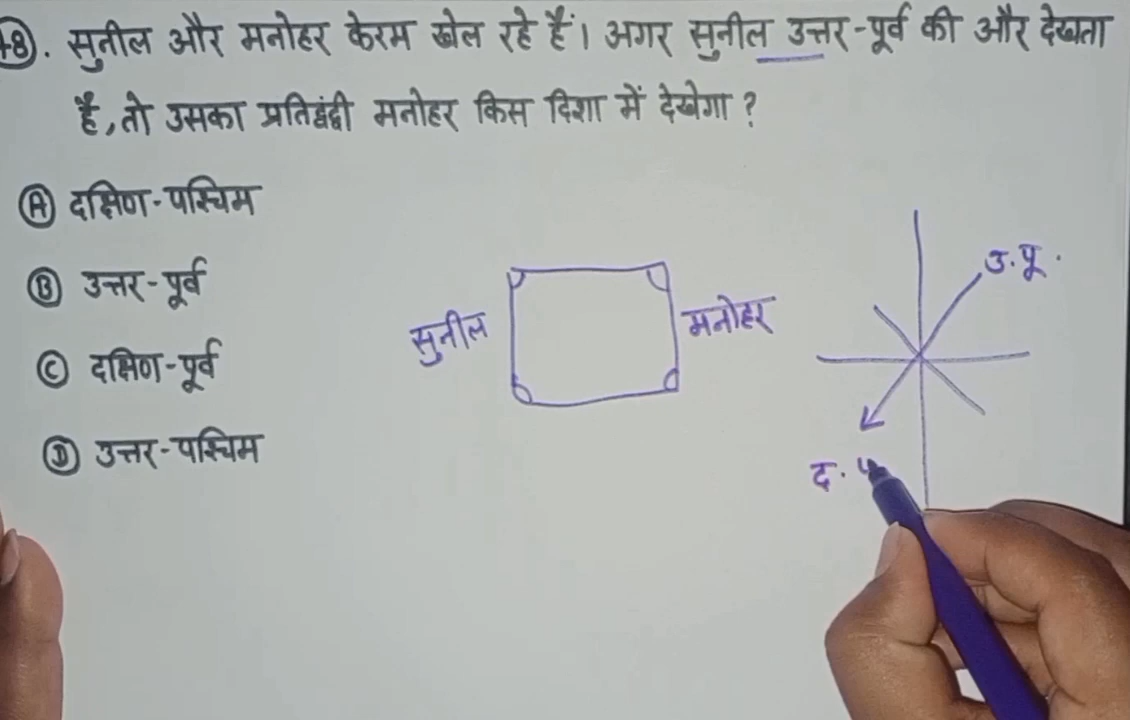 48. सुनील और मनोहर केरम खेल रहे हैं। अगर सुनील उत्तर-पूर्व की और देखता
है, तो उसका प्रतिद्वंद्वी मनोहर किस दिशा में देखेगा?
A दक्षिण-पश्चिम
B उत्तर-पूर्व
C दक्षिण-पूर्व
D उत्तर-पश्चिम
सुनील
मनोहर
उ.पू.
द. प